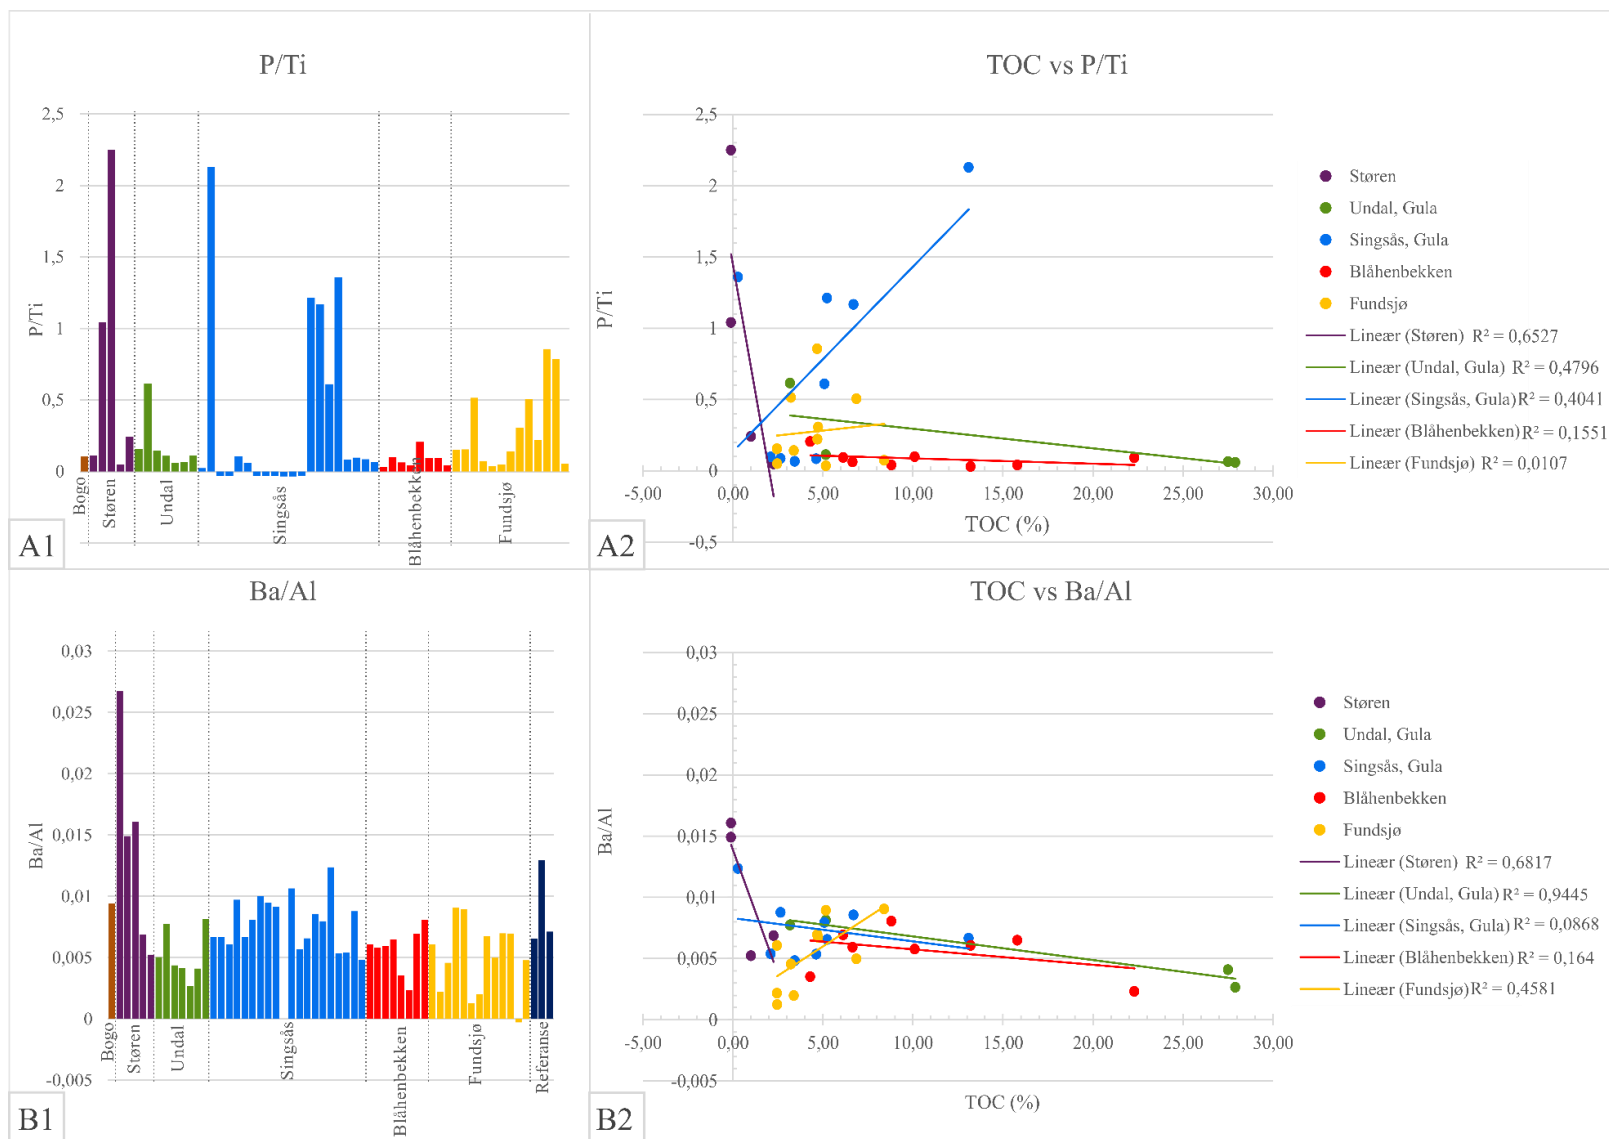 P/Ti
2,5
2
1,5
1
0,5
0
P/Ti
Bogo
Støren
Undal
Singsås
Blåhenbekken
Fundsjø
A1
TOC vs P/Ti
2,5
2
1,5
1
0,5
0
-0,5
P/Ti
-5,00 0,00 5,00 10,00 15,00 20,00 25,00 30,00
TOC (%)
Støren
Undal, Gula
Singsås, Gula
Blåhenbekken
Fundsjø
Lineær (Støren) R² = 0,6527
Lineær (Undal, Gula) R² = 0,4796
Lineær (Singsås, Gula) R² = 0,4041
Lineær (Blåhenbekken) R² = 0,1551
Lineær (Fundsjø) R² = 0,0107
A2
Ba/Al
0,03
0,025
0,02
0,015
0,01
0,005
0
-0,005
Ba/Al
Bogo
Støren
Undal
Singsås
Blåhenbekken
Fundsjø
Referanse
B1
TOC vs Ba/Al
0,03
0,025
0,02
0,015
0,01
0,005
0
-0,005
Ba/Al
-5,00 0,00 5,00 10,00 15,00 20,00 25,00 30,00
TOC (%)
Støren
Undal, Gula
Singsås, Gula
Blåhenbekken
Fundsjø
Lineær (Støren) R² = 0,6817
Lineær (Undal, Gula) R² = 0,9445
Lineær (Singsås, Gula) R² = 0,0868
Lineær (Blåhenbekken) R² = 0,164
Lineær (Fundsjø) R² = 0,4581
B2